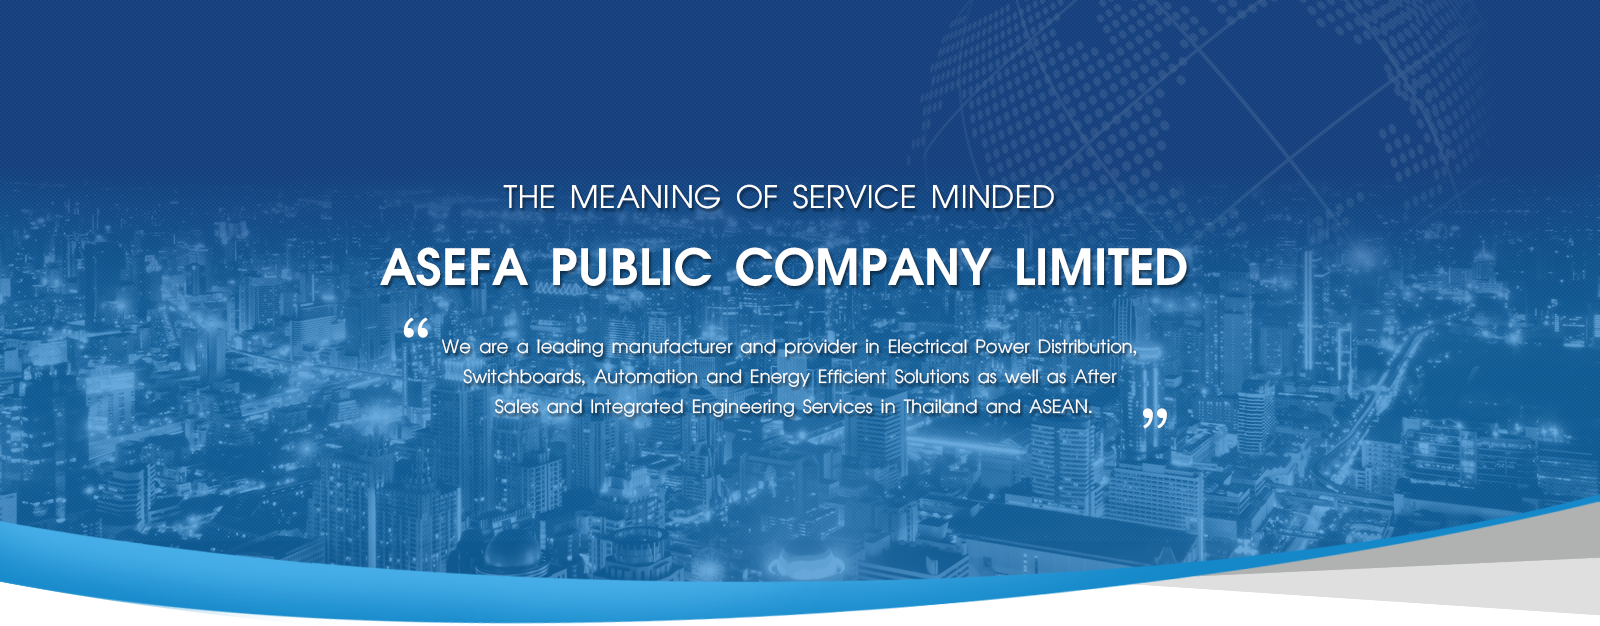 THE MEANING OF SERVICE MINDED
ASEFA PUBLIC COMPANY LIMITED
“ We are a leading manufacturer and provider in Electrical Power Distribution,
Switchboards, Automation and Energy Efficient Solutions as well as After
Sales and Integrated Engineering Services in Thailand and ASEAN. ”